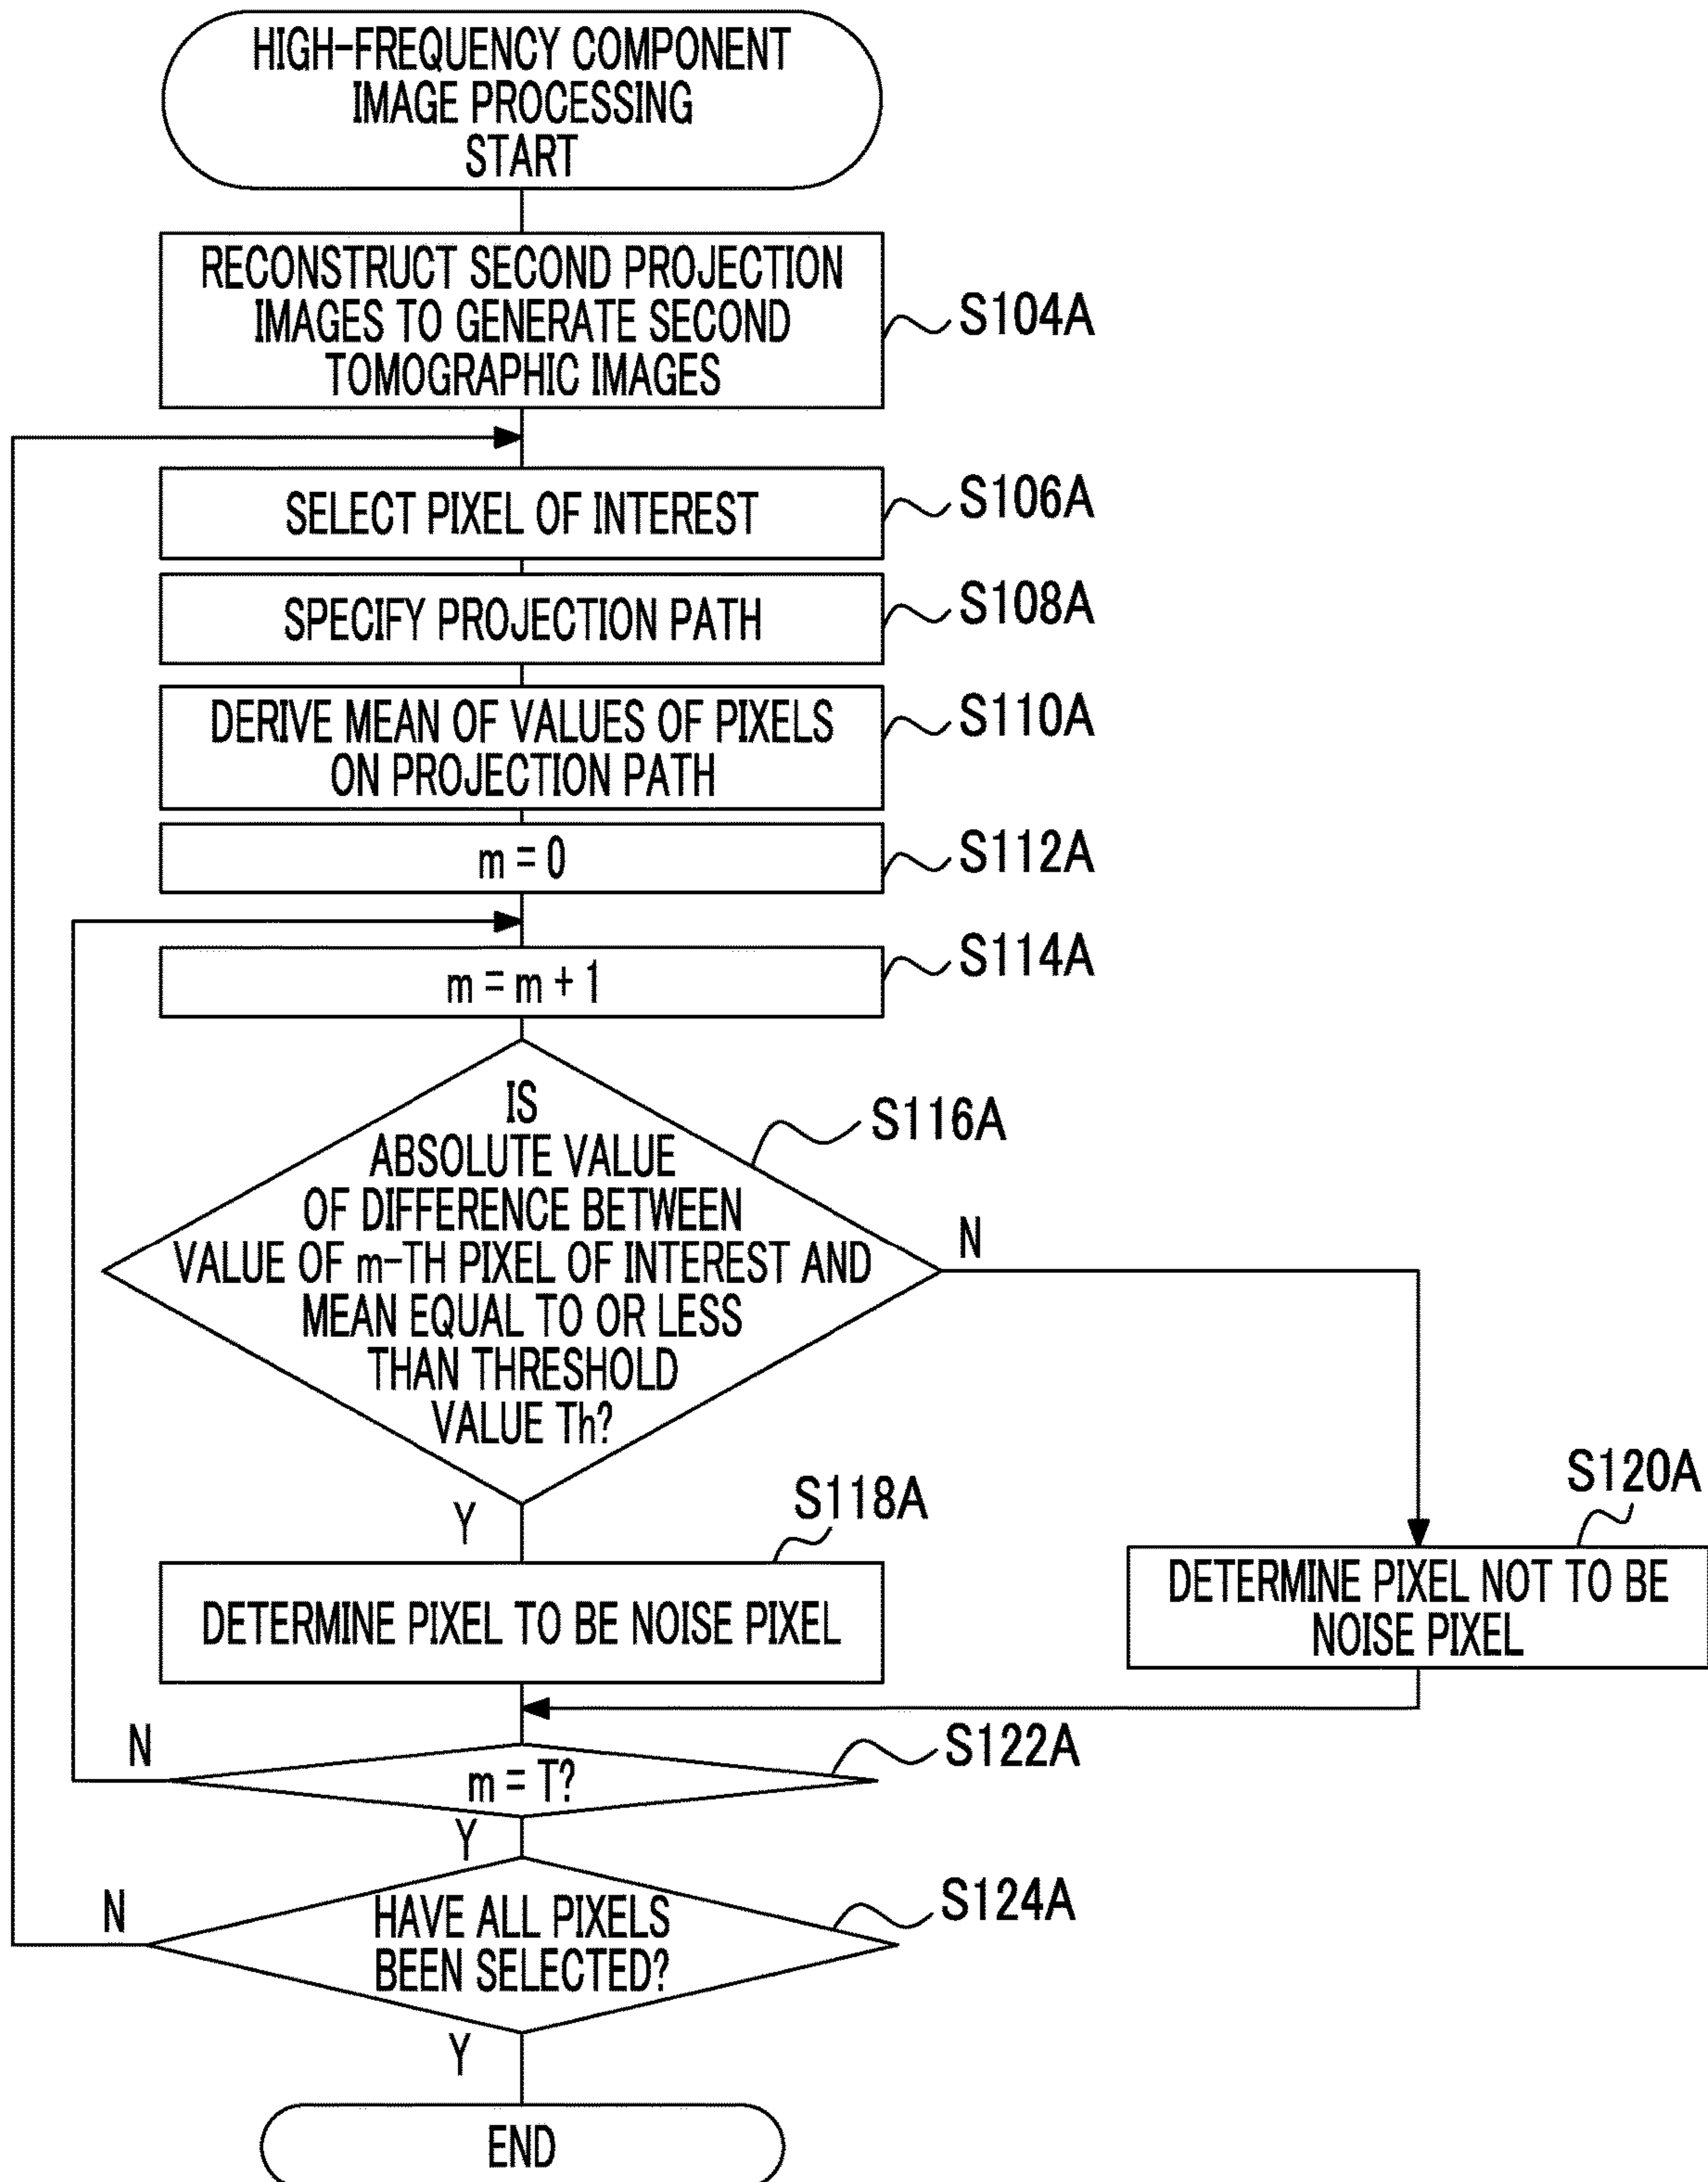 HIGH-FREQUENCY COMPONENT
IMAGE PROCESSING
START
RECONSTRUCT SECOND PROJECTION
IMAGES TO GENERATE SECOND
TOMOGRAPHIC IMAGES
S104A
SELECT PIXEL OF INTEREST
S106A
SPECIFY PROJECTION PATH
S108A
DERIVE MEAN OF VALUES OF PIXELS
ON PROJECTION PATH
S110A
m = 0
S112A
m = m + 1
S114A
IS
ABSOLUTE VALUE
OF DIFFERENCE BETWEEN
VALUE OF m-TH PIXEL OF INTEREST AND
MEAN EQUAL TO OR LESS
THAN THRESHOLD
VALUE Th?
S116A
N
Y
S118A
DETERMINE PIXEL TO BE NOISE PIXEL
S120A
DETERMINE PIXEL NOT TO BE
NOISE PIXEL
N
m = T?
S122A
Y
N
HAVE ALL PIXELS
BEEN SELECTED?
S124A
Y
END